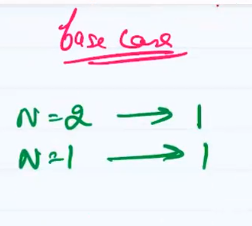 base case
N=2 → 1
N=1 → 1